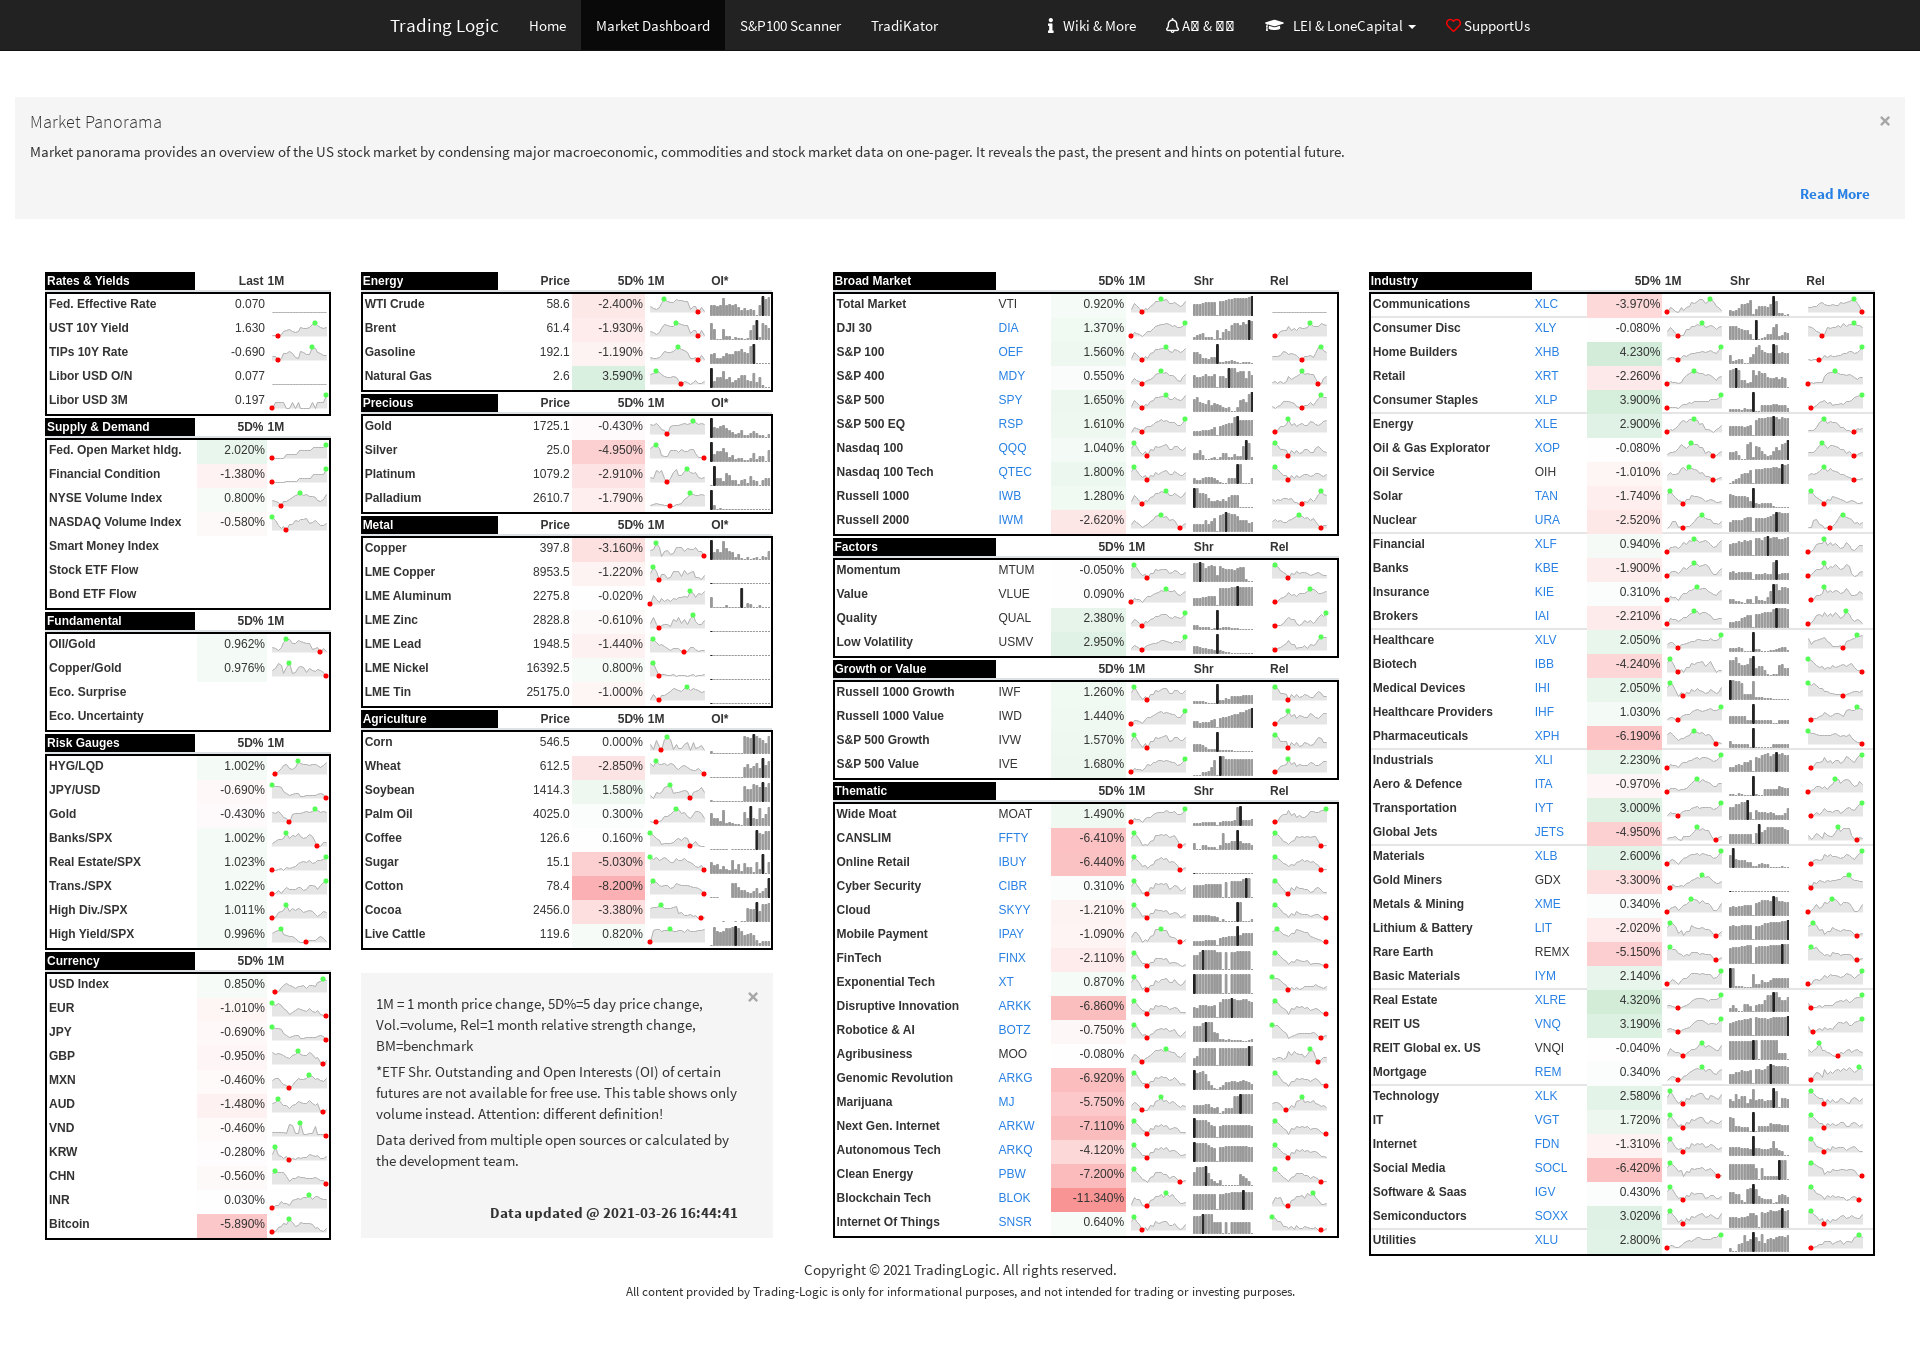 Trading Logic Home Market Dashboard S&P100 Scanner TradiKator Wiki & More A & LEI & LoneCapital SupportUs
Market Panorama ×
Market panorama provides an overview of the US stock market by condensing major macroeconomic, commodities and stock market data on one-pager. It reveals the past, the present and hints on potential future.
Read More
Rates & Yields Last 1M
Fed. Effective Rate 0.070
UST 10Y Yield 1.630
TIPs 10Y Rate -0.690
Libor USD O/N 0.077
Libor USD 3M 0.197
Supply & Demand 5D% 1M
Fed. Open Market hldg. 2.020%
Financial Condition -1.380%
NYSE Volume Index 0.800%
NASDAQ Volume Index -0.580%
Smart Money Index
Stock ETF Flow
Bond ETF Flow
Fundamental 5D% 1M
Oll/Gold 0.962%
Copper/Gold 0.976%
Eco. Surprise
Eco. Uncertainty
Risk Gauges 5D% 1M
HYG/LQD 1.002%
JPY/USD -0.690%
Gold -0.430%
Banks/SPX 1.002%
Real Estate/SPX 1.023%
Trans./SPX 1.022%
High Div./SPX 1.011%
High Yield/SPX 0.996%
Currency 5D% 1M
USD Index 0.850%
EUR -1.010%
JPY -0.690%
GBP -0.950%
MXN -0.460%
AUD -1.480%
VND -0.460%
KRW -0.280%
CHN -0.560%
INR 0.030%
Bitcoin -5.890%
Energy Price 5D% 1M OI*
WTI Crude 58.6 -2.400%
Brent 61.4 -1.930%
Gasoline 192.1 -1.190%
Natural Gas 2.6 3.590%
Precious Price 5D% 1M OI*
Gold 1725.1 -0.430%
Silver 25.0 -4.950%
Platinum 1079.2 -2.910%
Palladium 2610.7 -1.790%
Metal Price 5D% 1M OI*
Copper 397.8 -3.160%
LME Copper 8953.5 -1.220%
LME Aluminum 2275.8 -0.020%
LME Zinc 2828.8 -0.610%
LME Lead 1948.5 -1.440%
LME Nickel 16392.5 0.800%
LME Tin 25175.0 -1.000%
Agriculture Price 5D% 1M OI*
Corn 546.5 0.000%
Wheat 612.5 -2.850%
Soybean 1414.3 1.580%
Palm Oil 4025.0 0.300%
Coffee 126.6 0.160%
Sugar 15.1 -5.030%
Cotton 78.4 -8.200%
Cocoa 2456.0 -3.380%
Live Cattle 119.6 0.820%
×
1M = 1 month price change, 5D%=5 day price change,
Vol.=volume, Rel=1 month relative strength change,
BM=benchmark
*ETF Shr. Outstanding and Open Interests (OI) of certain
futures are not available for free use. This table shows only
volume instead. Attention: different definition!
Data derived from multiple open sources or calculated by
the development team.
Data updated @ 2021-03-26 16:44:41
Broad Market 5D% 1M Shr Rel
Total Market VTI 0.920%
DJI 30 DIA 1.370%
S&P 100 OEF 1.560%
S&P 400 MDY 0.550%
S&P 500 SPY 1.650%
S&P 500 EQ RSP 1.610%
Nasdaq 100 QQQ 1.040%
Nasdaq 100 Tech QTEC 1.800%
Russell 1000 IWB 1.280%
Russell 2000 IWM -2.620%
Factors 5D% 1M Shr Rel
Momentum MTUM -0.050%
Value VLUE 0.090%
Quality QUAL 2.380%
Low Volatility USMV 2.950%
Growth or Value 5D% 1M Shr Rel
Russell 1000 Growth IWF 1.260%
Russell 1000 Value IWD 1.440%
S&P 500 Growth IVW 1.570%
S&P 500 Value IVE 1.680%
Thematic 5D% 1M Shr Rel
Wide Moat MOAT 1.490%
CANSLIM FFTY -6.410%
Online Retail IBUY -6.440%
Cyber Security CIBR 0.310%
Cloud SKYY -1.210%
Mobile Payment IPAY -1.090%
FinTech FINX -2.110%
Exponential Tech XT 0.870%
Disruptive Innovation ARKK -6.860%
Robotice & AI BOTZ -0.750%
Agribusiness MOO -0.080%
Genomic Revolution ARKG -6.920%
Marijuana MJ -5.750%
Next Gen. Internet ARKW -7.110%
Autonomous Tech ARKQ -4.120%
Clean Energy PBW -7.200%
Blockchain Tech BLOK -11.340%
Internet Of Things SNSR 0.640%
Industry 5D% 1M Shr Rel
Communications XLC -3.970%
Consumer Disc XLY -0.080%
Home Builders XHB 4.230%
Retail XRT -2.260%
Consumer Staples XLP 3.900%
Energy XLE 2.900%
Oil & Gas Explorator XOP -0.080%
Oil Service OIH -1.010%
Solar TAN -1.740%
Nuclear URA -2.520%
Financial XLF 0.940%
Banks KBE -1.900%
Insurance KIE 0.310%
Brokers IAI -2.210%
Healthcare XLV 2.050%
Biotech IBB -4.240%
Medical Devices IHI 2.050%
Healthcare Providers IHF 1.030%
Pharmaceuticals XPH -6.190%
Industrials XLI 2.230%
Aero & Defence ITA -0.970%
Transportation IYT 3.000%
Global Jets JETS -4.950%
Materials XLB 2.600%
Gold Miners GDX -3.300%
Metals & Mining XME 0.340%
Lithium & Battery LIT -2.020%
Rare Earth REMX -5.150%
Basic Materials IYM 2.140%
Real Estate XLRE 4.320%
REIT US VNQ 3.190%
REIT Global ex. US VNQI -0.040%
Mortgage REM 0.340%
Technology XLK 2.580%
IT VGT 1.720%
Internet FDN -1.310%
Social Media SOCL -6.420%
Software & Saas IGV 0.430%
Semiconductors SOXX 3.020%
Utilities XLU 2.800%
Copyright © 2021 TradingLogic. All rights reserved.
All content provided by Trading-Logic is only for informational purposes, and not intended for trading or investing purposes.